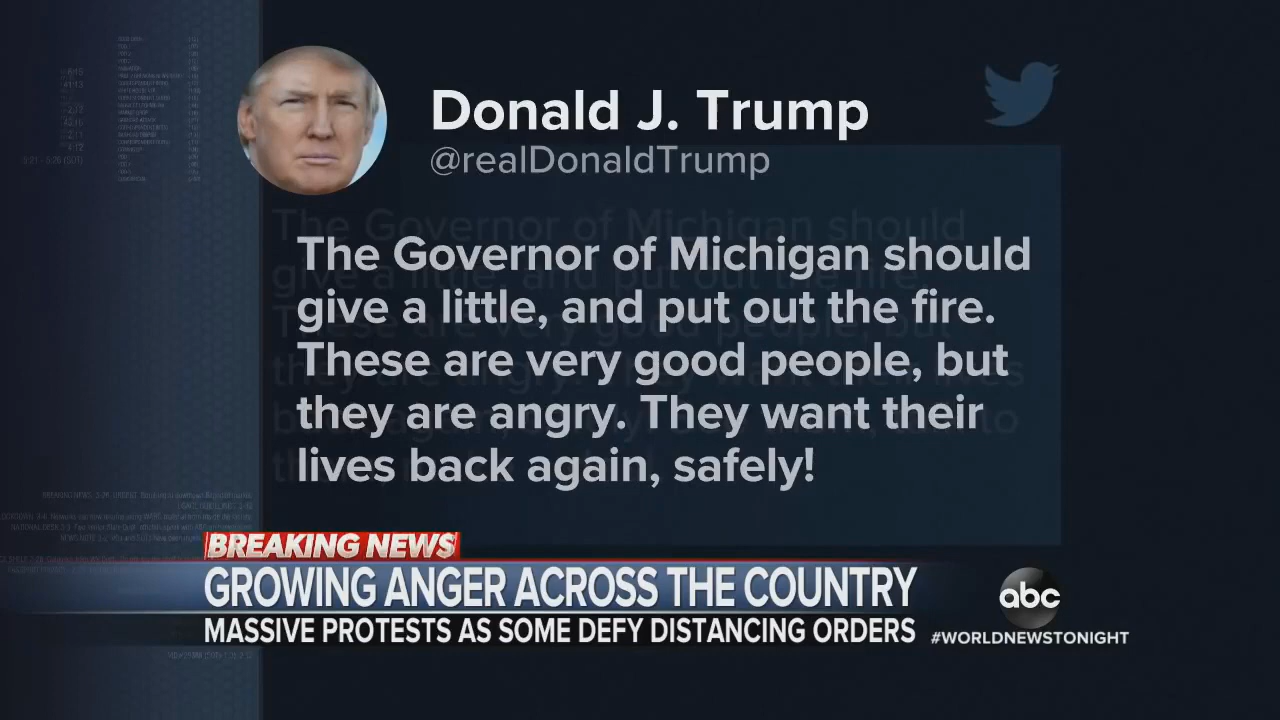 Donald J. Trump
@realDonaldTrump
The Governor of Michigan should
give a little, and put out the fire.
These are very good people, but
they are angry. They want their
lives back again, safely!
BREAKING NEWS
GROWING ANGER ACROSS THE COUNTRY
MASSIVE PROTESTS AS SOME DEFY DISTANCING ORDERS
abc
#WORLDNEWSTONIGHT